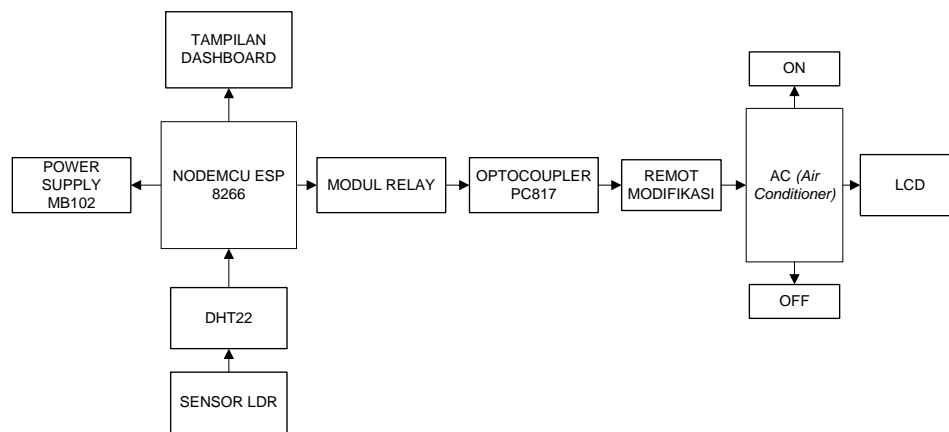 TAMPILAN
DASHBOARD
ON
POWER
SUPPLY
MB102
NODEMCU ESP
8266
MODUL RELAY
OPTOCOUPLER
PC817
REMOT
MODIFIKASI
AC (Air
Conditioner)
LCD
OFF
DHT22
SENSOR LDR